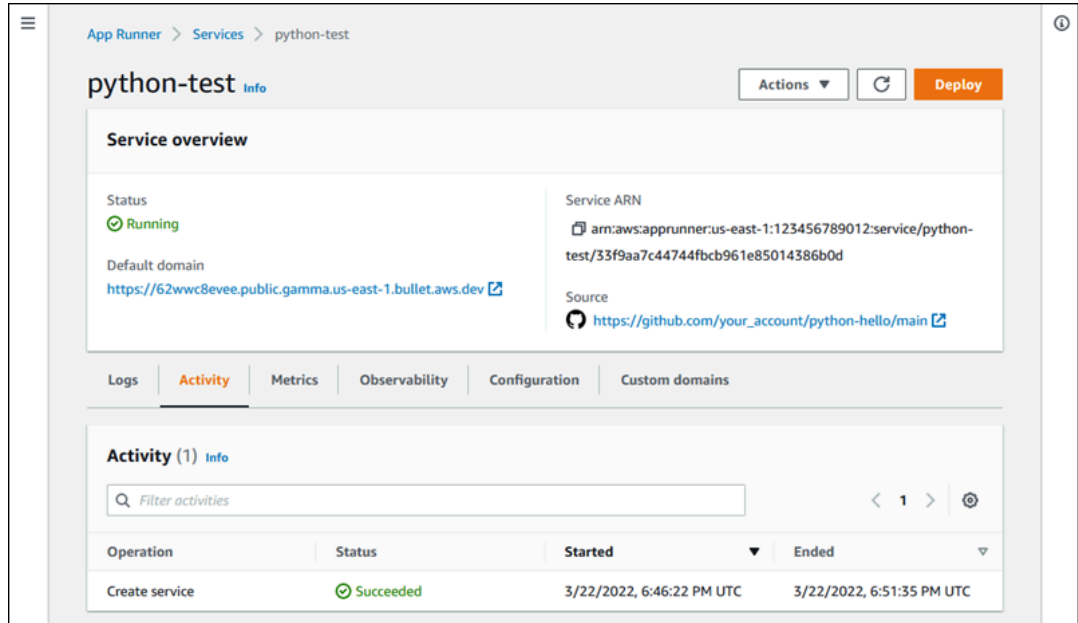 App Runner > Services > python-test
python-test Info
Actions ▼
Deploy
Service overview
Status
Running
Default domain
https://62wwc8evee.public.gamma.us-east-1.bullet.aws.dev
Service ARN
arn:aws:apprunner:us-east-1:123456789012:service/python-
test/33f9aa7c44744fbcb961e85014386b0d
Source
https://github.com/your_account/python-hello/main
Logs Activity Metrics Observability Configuration Custom domains
Activity (1) Info
Filter activities
< 1 >
Operation Status Started Ended
Create service Succeeded 3/22/2022, 6:46:22 PM UTC 3/22/2022, 6:51:35 PM UTC